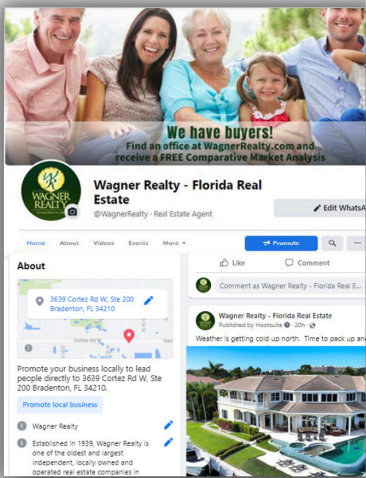 We have buyers!
Find an office at WagnerRealty.com and
receive a FREE Comparative Market Analysis
WAGNER
REALTY
Wagner Realty - Florida Real
Estate
@WagnerRealty · Real Estate Agent
Edit WhatsA
Home About Videos Events More
Promote
About
3639 Cortez Rd W, Ste 200
Bradenton, FL 34210
Cortez Rd W
Promote your business locally to lead
people directly to 3639 Cortez Rd W, Ste
200 Bradenton, FL 34210.
Promote local business
Wagner Realty
Established in 1939, Wagner Realty is
one of the oldest and largest
independent, locally owned and
operated real estate companies in
Like Comment
Comment as Wagner Realty - Florida Real E...
Wagner Realty - Florida Real Estate
Published by Hootsuite · 20h ·
Weather is getting cold up north. Time to pack up an